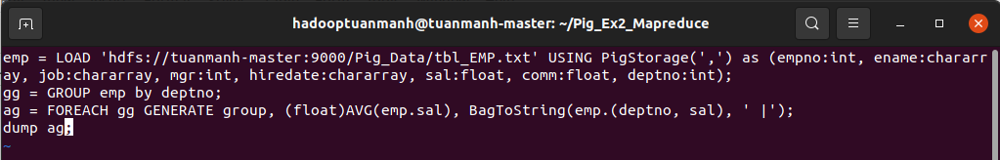 hadooptuanmanh@tuanmanh-master: ~/Pig_Ex2_Mapreduce
emp = LOAD 'hdfs://tuanmanh-master:9000/Pig_Data/tbl_EMP.txt' USING PigStorage(',') as (empno:int, ename:charar
ay, job:chararray, mgr:int, hiredate:chararray, sal:float, comm:float, deptno:int);
gg = GROUP emp by deptno;
ag = FOREACH gg GENERATE group, (float)AVG(emp.sal), BagToString(emp.(deptno, sal), ' |');
dump ag;
~